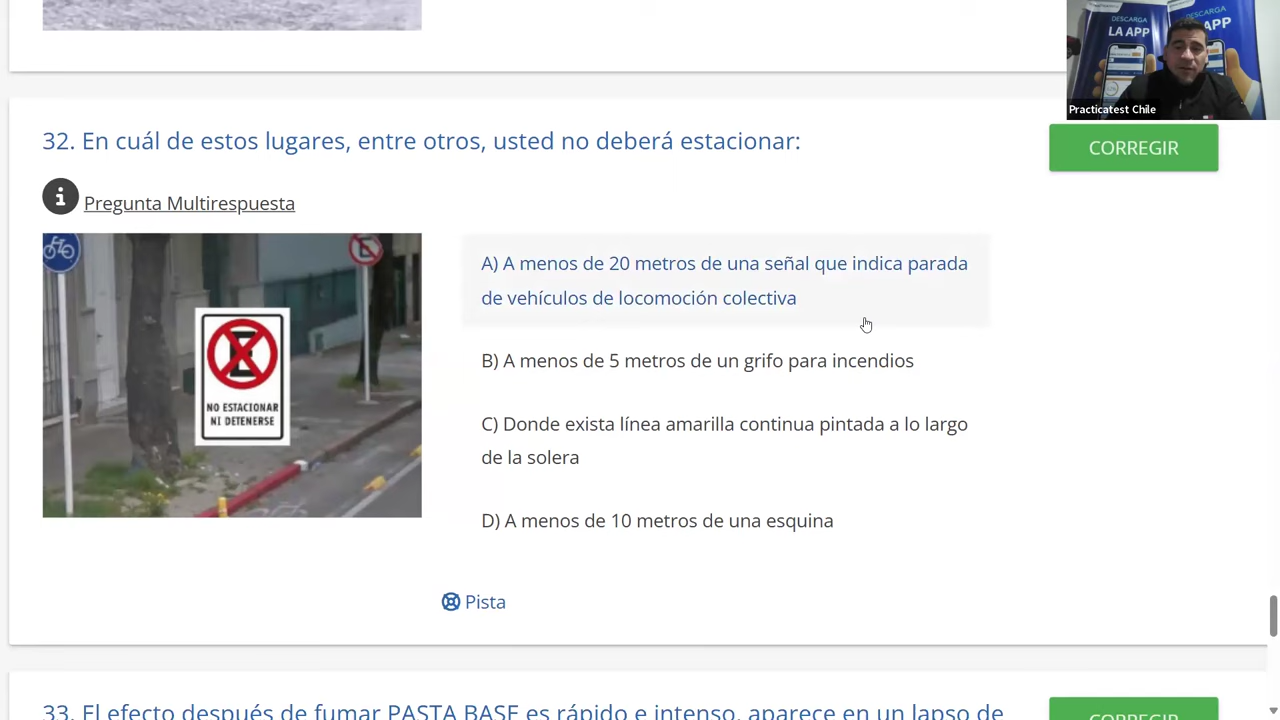 DESCARGA
LA APP
DESCARGA
APP
Practicatest Chile
32. En cuál de estos lugares, entre otros, usted no deberá estacionar:
CORREGIR
Pregunta Multirespuesta
NO ESTACIONAR
NI DETENERSE
A) A menos de 20 metros de una señal que indica parada
de vehículos de locomoción colectiva
B) A menos de 5 metros de un grifo para incendios
C) Donde exista línea amarilla continua pintada a lo largo
de la solera
D) A menos de 10 metros de una esquina
Pista
33. El efecto después de fumar PASTA BASE es rápido e intenso, aparece en un lapso de
CORREGIR